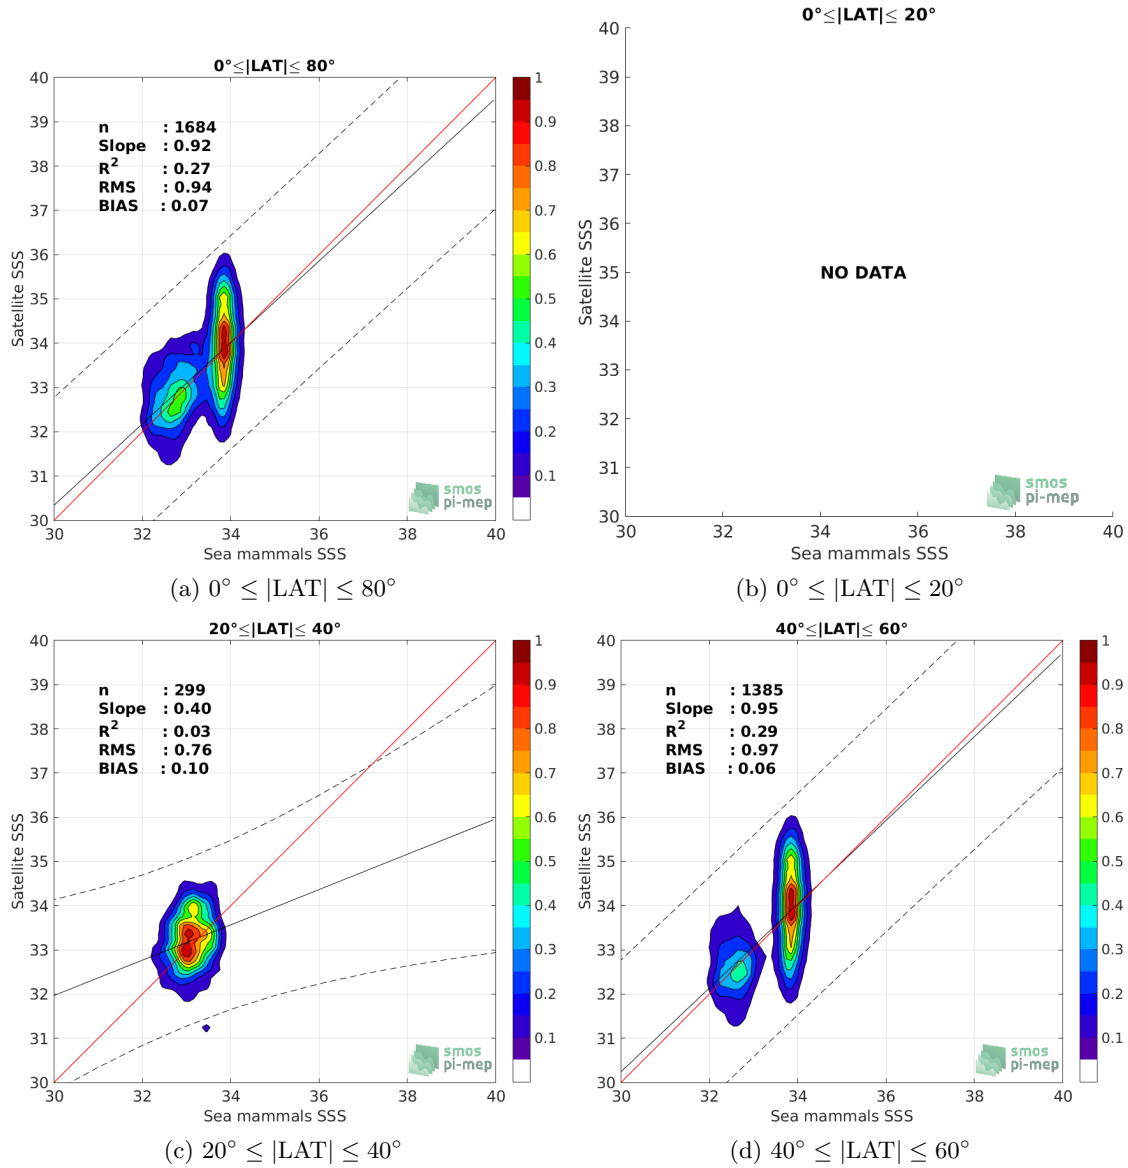 0°≤|LAT|≤ 80°
40
39
38
37
36
35
34
33
32
31
30
Satellite SSS
n : 1684
Slope : 0.92
R² : 0.27
RMS : 0.94
BIAS : 0.07
smos
pi-mep
30 32 34 36 38 40
Sea mammals SSS
1
0.9
0.8
0.7
0.6
0.5
0.4
0.3
0.2
0.1
(a) 0° ≤ |LAT| ≤ 80°
0°≤|LAT|≤ 20°
40
39
38
37
36
35
34
33
32
31
30
Satellite SSS
NO DATA
smos
pi-mep
30 32 34 36 38 40
Sea mammals SSS
(b) 0° ≤ |LAT| ≤ 20°
20°≤|LAT|≤ 40°
40
39
38
37
36
35
34
33
32
31
30
Satellite SSS
n : 299
Slope : 0.40
R² : 0.03
RMS : 0.76
BIAS : 0.10
smos
pi-mep
30 32 34 36 38 40
Sea mammals SSS
1
0.9
0.8
0.7
0.6
0.5
0.4
0.3
0.2
0.1
(c) 20° ≤ |LAT| ≤ 40°
40°≤|LAT|≤ 60°
40
39
38
37
36
35
34
33
32
31
30
Satellite SSS
n : 1385
Slope : 0.95
R² : 0.29
RMS : 0.97
BIAS : 0.06
smos
pi-mep
30 32 34 36 38 40
Sea mammals SSS
1
0.9
0.8
0.7
0.6
0.5
0.4
0.3
0.2
0.1
(d) 40° ≤ |LAT| ≤ 60°